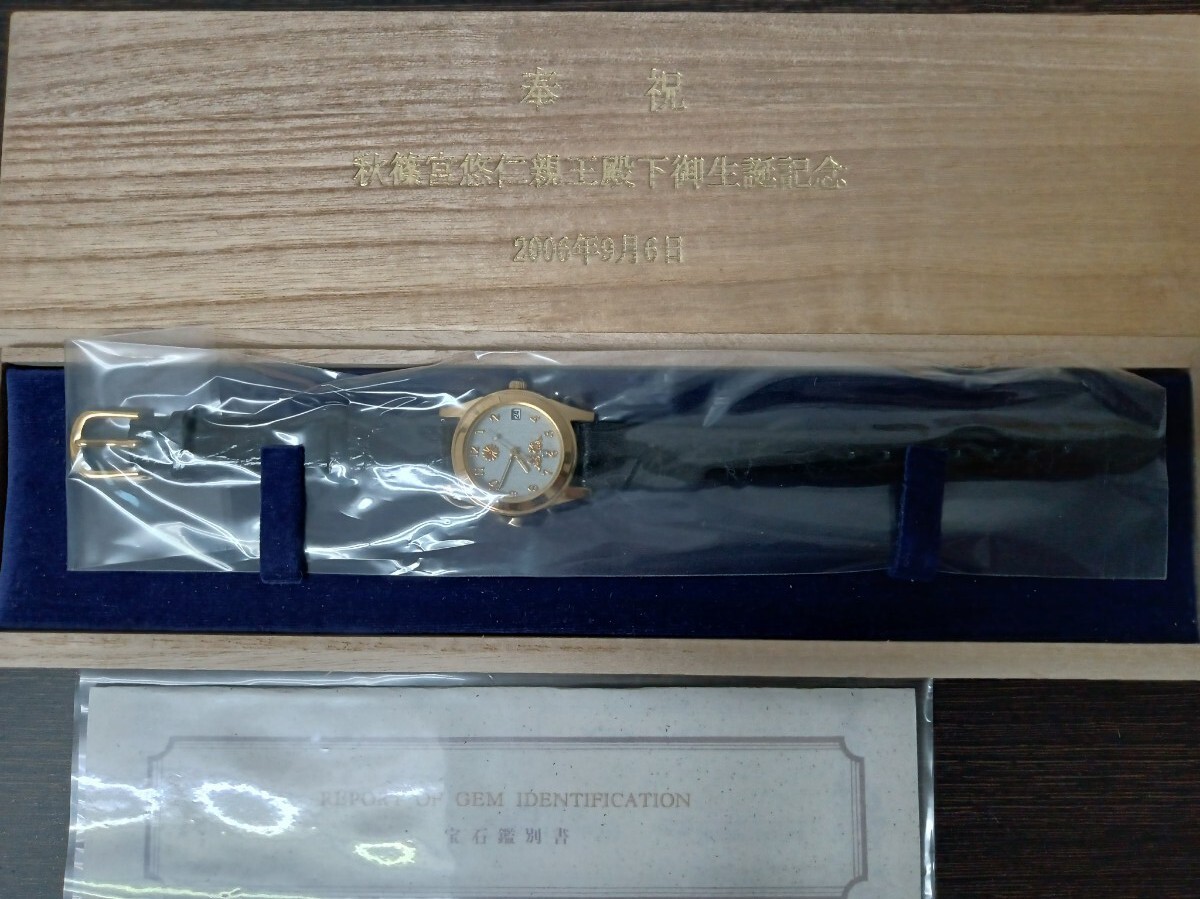 奉祝
秋篠宮悠仁親王殿下御生誕記念
2006年9月6日
REPORT OF GEM IDENTIFICATION
宝石鑑別書